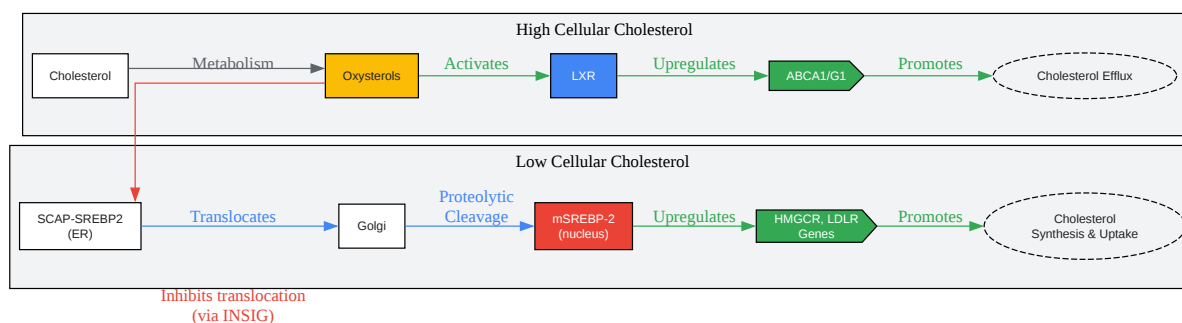 High Cellular Cholesterol
Cholesterol
Metabolism
Oxysterols
Activates
LXR
Upregulates
ABCA1/G1
Promotes
Cholesterol Efflux
Low Cellular Cholesterol
SCAP-SREBP2
(ER)
Translocates
Golgi
Proteolytic
Cleavage
mSREBP-2
(nucleus)
Upregulates
HMGCR, LDLR
Genes
Promotes
Cholesterol
Synthesis & Uptake
Inhibits translocation
(via INSIG)